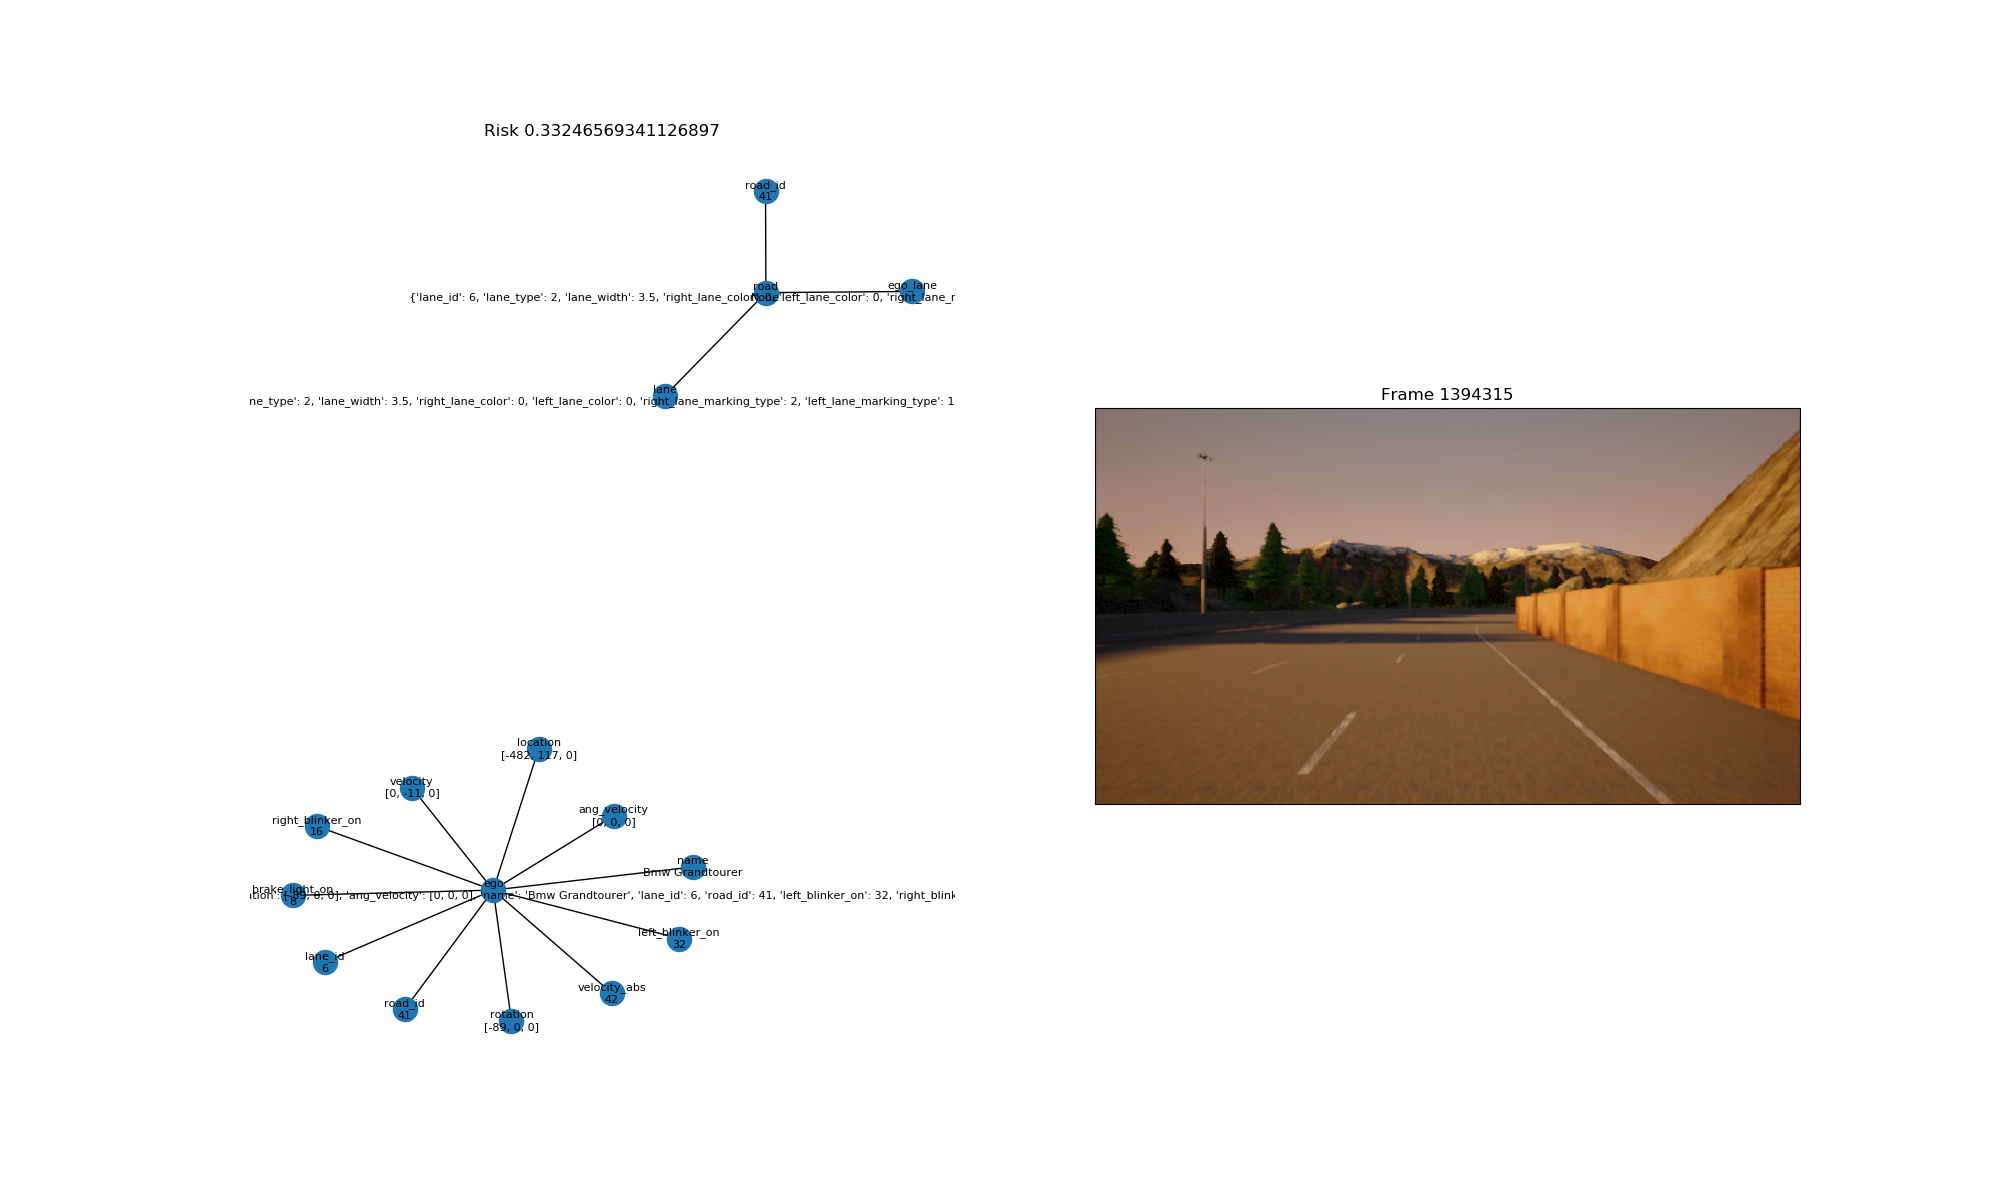 Risk 0.33246569341126897
road_id
41
road
None
ego_lane
{'lane_id': 6, 'lane_type': 2, 'lane_width': 3.5, 'right_lane_color': 0, 'left_lane_color': 0, 'right_lane_r
lane
ne_type': 2, 'lane_width': 3.5, 'right_lane_color': 0, 'left_lane_color': 0, 'right_lane_marking_type': 2, 'left_lane_marking_type': 1
Frame 1394315
location
[-482, 117, 0]
velocity
[0, -11, 0]
ang_velocity
[0, 0, 0]
right_blinker_on
16
name
Bmw Grandtourer
brake_light_on
8
ego
tion': [-89, 0, 0], 'ang_velocity': [0, 0, 0], 'name': 'Bmw Grandtourer', 'lane_id': 6, 'road_id': 41, 'left_blinker_on': 32, 'right_blink
left_blinker_on
32
lane_id
6
velocity_abs
42
road_id
41
rotation
[-89, 0, 0]